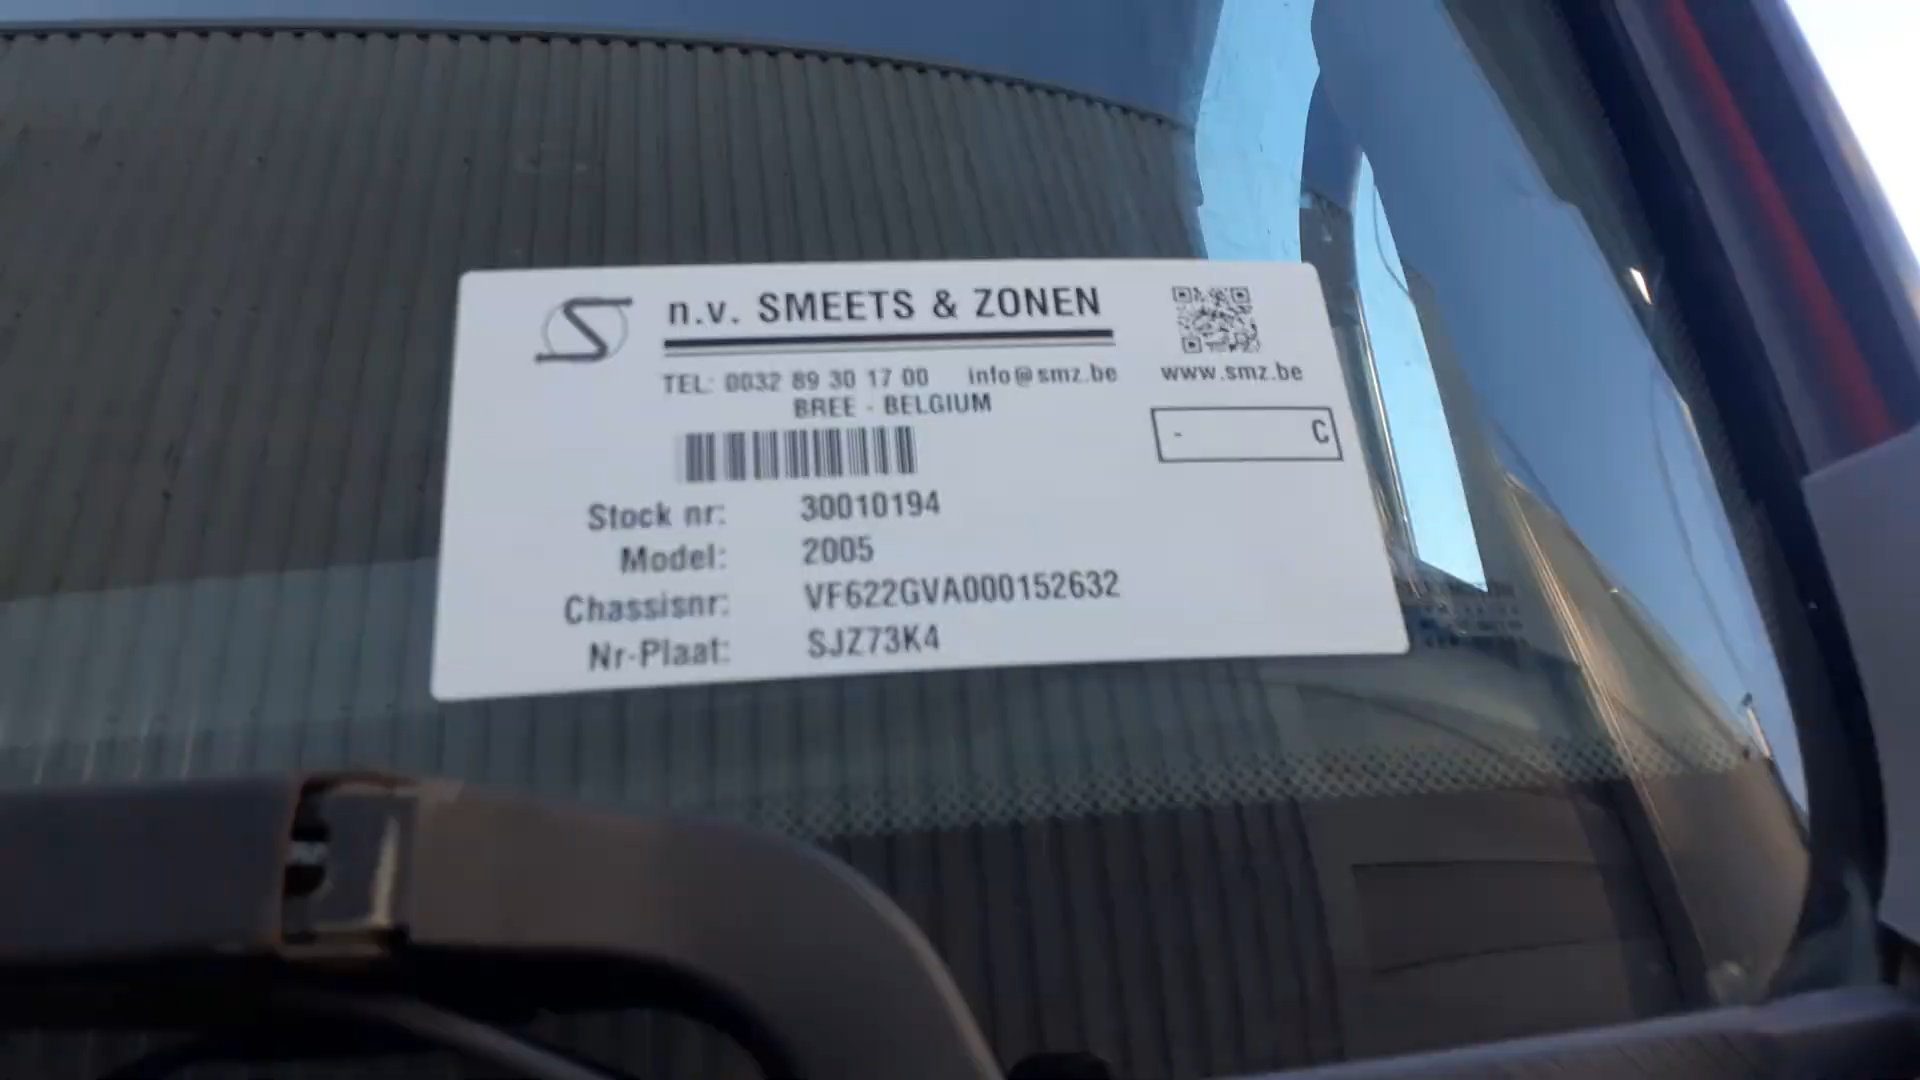 n.v. SMEETS & ZONEN
TEL: 0032 89 30 17 00 info@smz.be www.smz.be
BREE - BELGIUM
- C
Stock nr: 30010194
Model: 2005
Chassisnr: VF622GVA000152632
Nr-Plaat: SJZ73K4